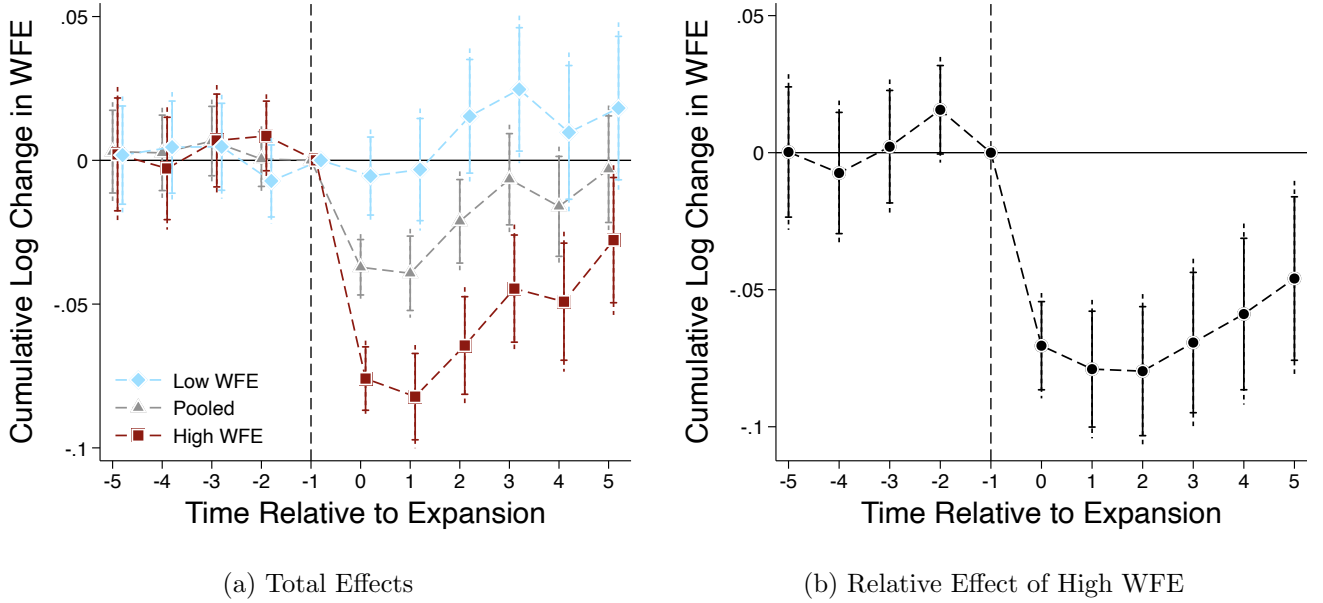 Cumulative Log Change in WFE
.05
0
-.05
-.1
Low WFE
Pooled
High WFE
-5 -4 -3 -2 -1 0 1 2 3 4 5
Time Relative to Expansion
(a) Total Effects
Cumulative Log Change in WFE
.05
0
-.05
-.1
-5 -4 -3 -2 -1 0 1 2 3 4 5
Time Relative to Expansion
(b) Relative Effect of High WFE